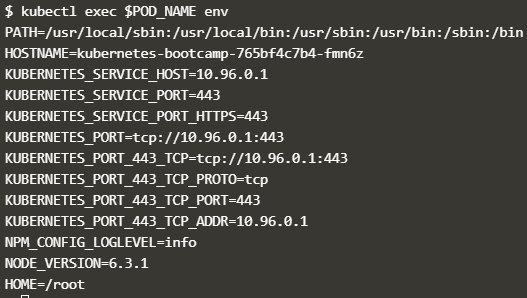 $ kubectl exec $POD_NAME env
PATH=/usr/local/sbin:/usr/local/bin:/usr/sbin:/usr/bin:/sbin:/bin
HOSTNAME=kubernetes-bootcamp-765bf4c7b4-fmn6z
KUBERNETES_SERVICE_HOST=10.96.0.1
KUBERNETES_SERVICE_PORT=443
KUBERNETES_SERVICE_PORT_HTTPS=443
KUBERNETES_PORT=tcp://10.96.0.1:443
KUBERNETES_PORT_443_TCP=tcp://10.96.0.1:443
KUBERNETES_PORT_443_TCP_PROTO=tcp
KUBERNETES_PORT_443_TCP_PORT=443
KUBERNETES_PORT_443_TCP_ADDR=10.96.0.1
NPM_CONFIG_LOGLEVEL=info
NODE_VERSION=6.3.1
HOME=/root